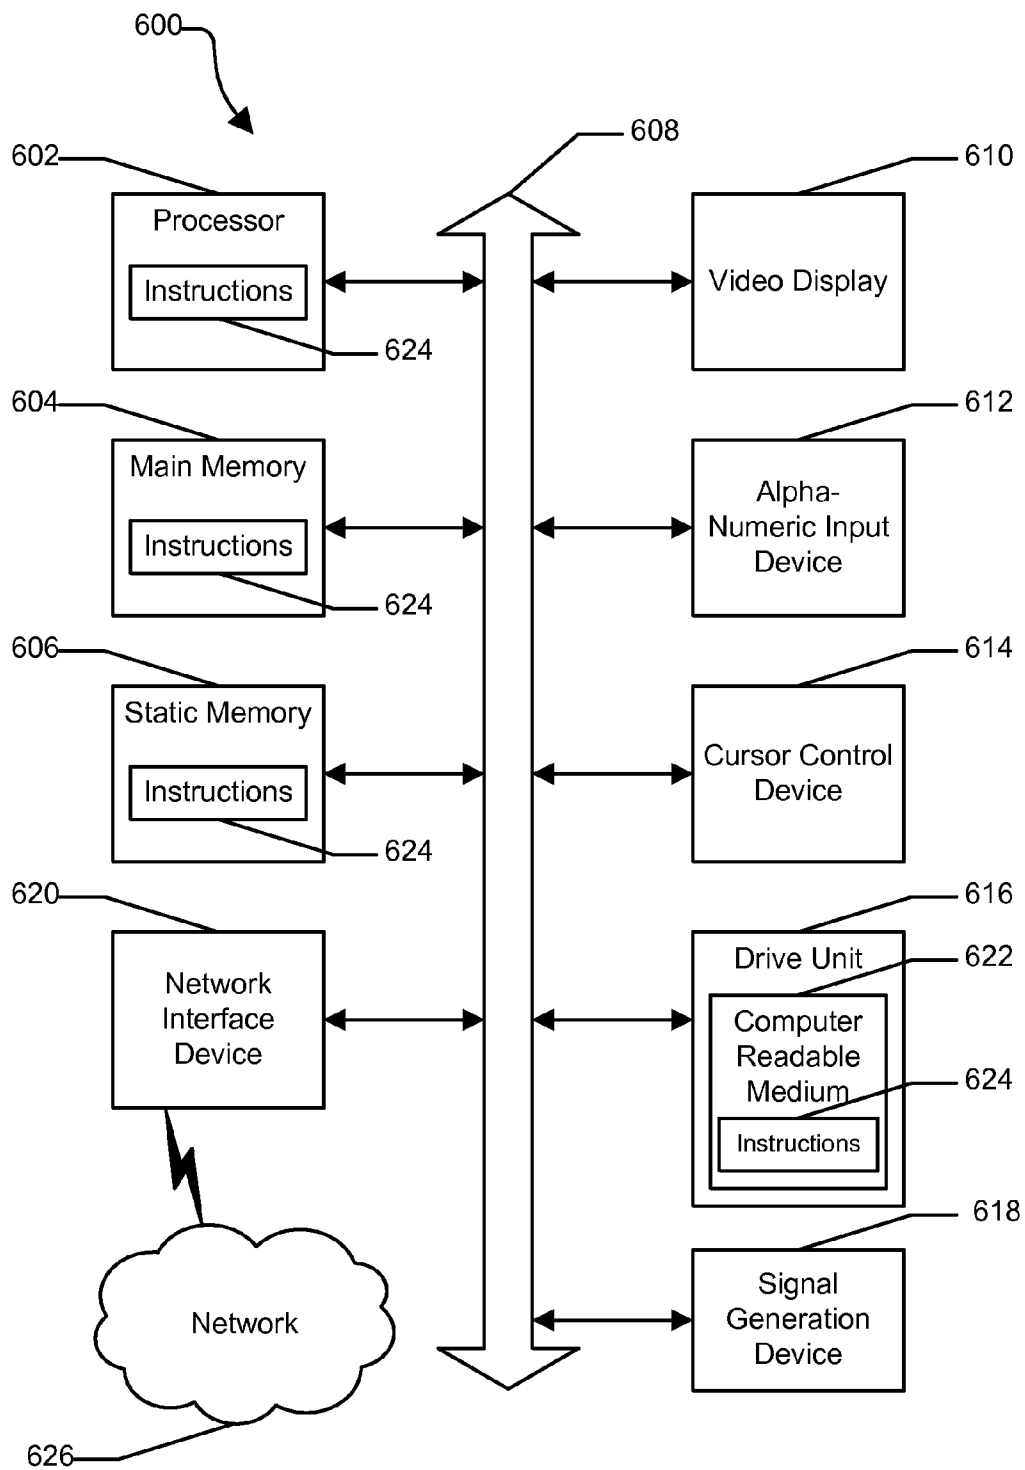 600
608
602
610
Processor
Instructions
624
Video Display
604
612
Main Memory
Instructions
624
Alpha-
Numeric Input
Device
606
614
Static Memory
Instructions
624
Cursor Control
Device
620
616
Network
Interface
Device
Drive Unit
622
Computer
Readable
Medium
624
Instructions
618
Signal
Generation
Device
Network
626